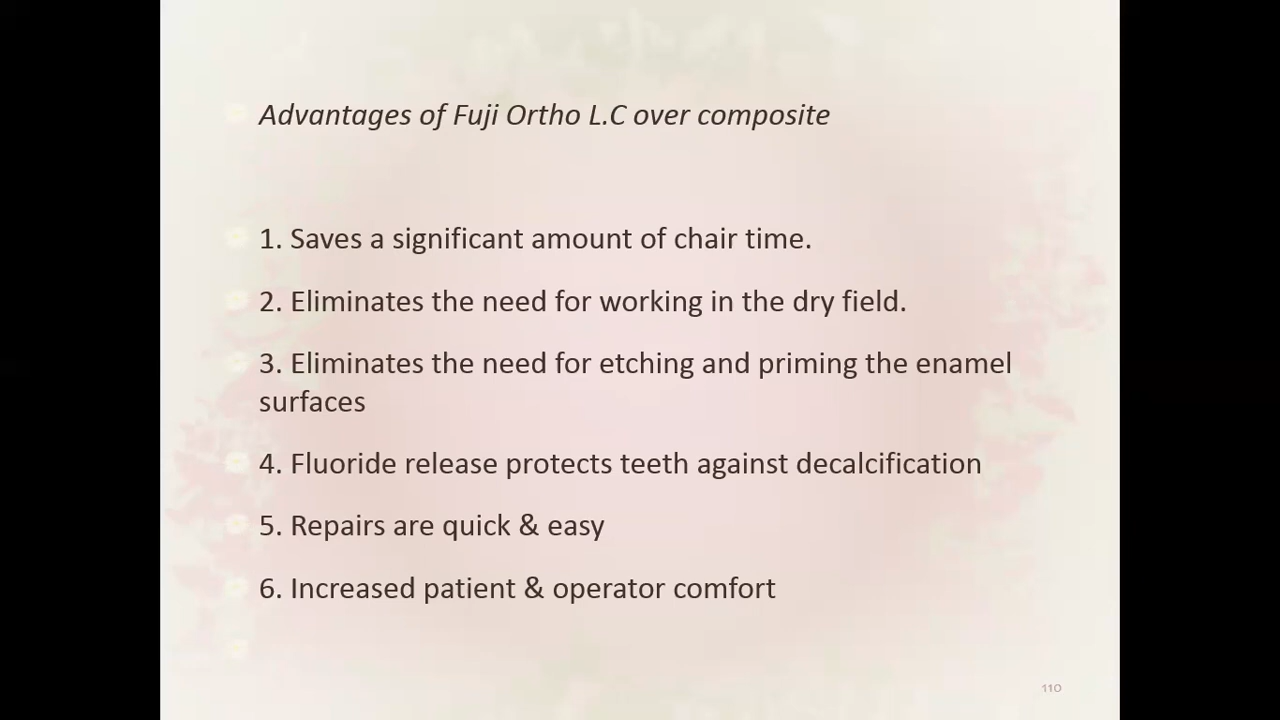 Advantages of Fuji Ortho L.C over composite
1. Saves a significant amount of chair time.
2. Eliminates the need for working in the dry field.
3. Eliminates the need for etching and priming the enamel
surfaces
4. Fluoride release protects teeth against decalcification
5. Repairs are quick & easy
6. Increased patient & operator comfort
110